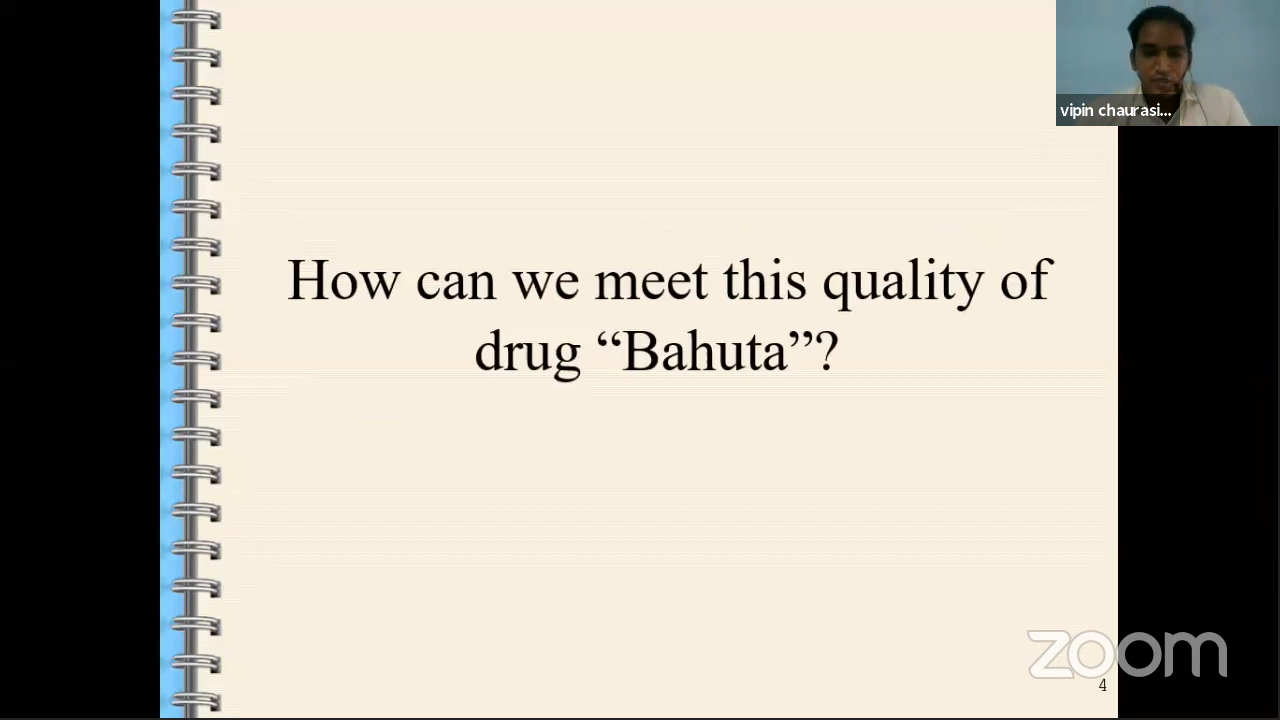 vipin chaurasi...
How can we meet this quality of
drug “Bahuta”?
zoom
4